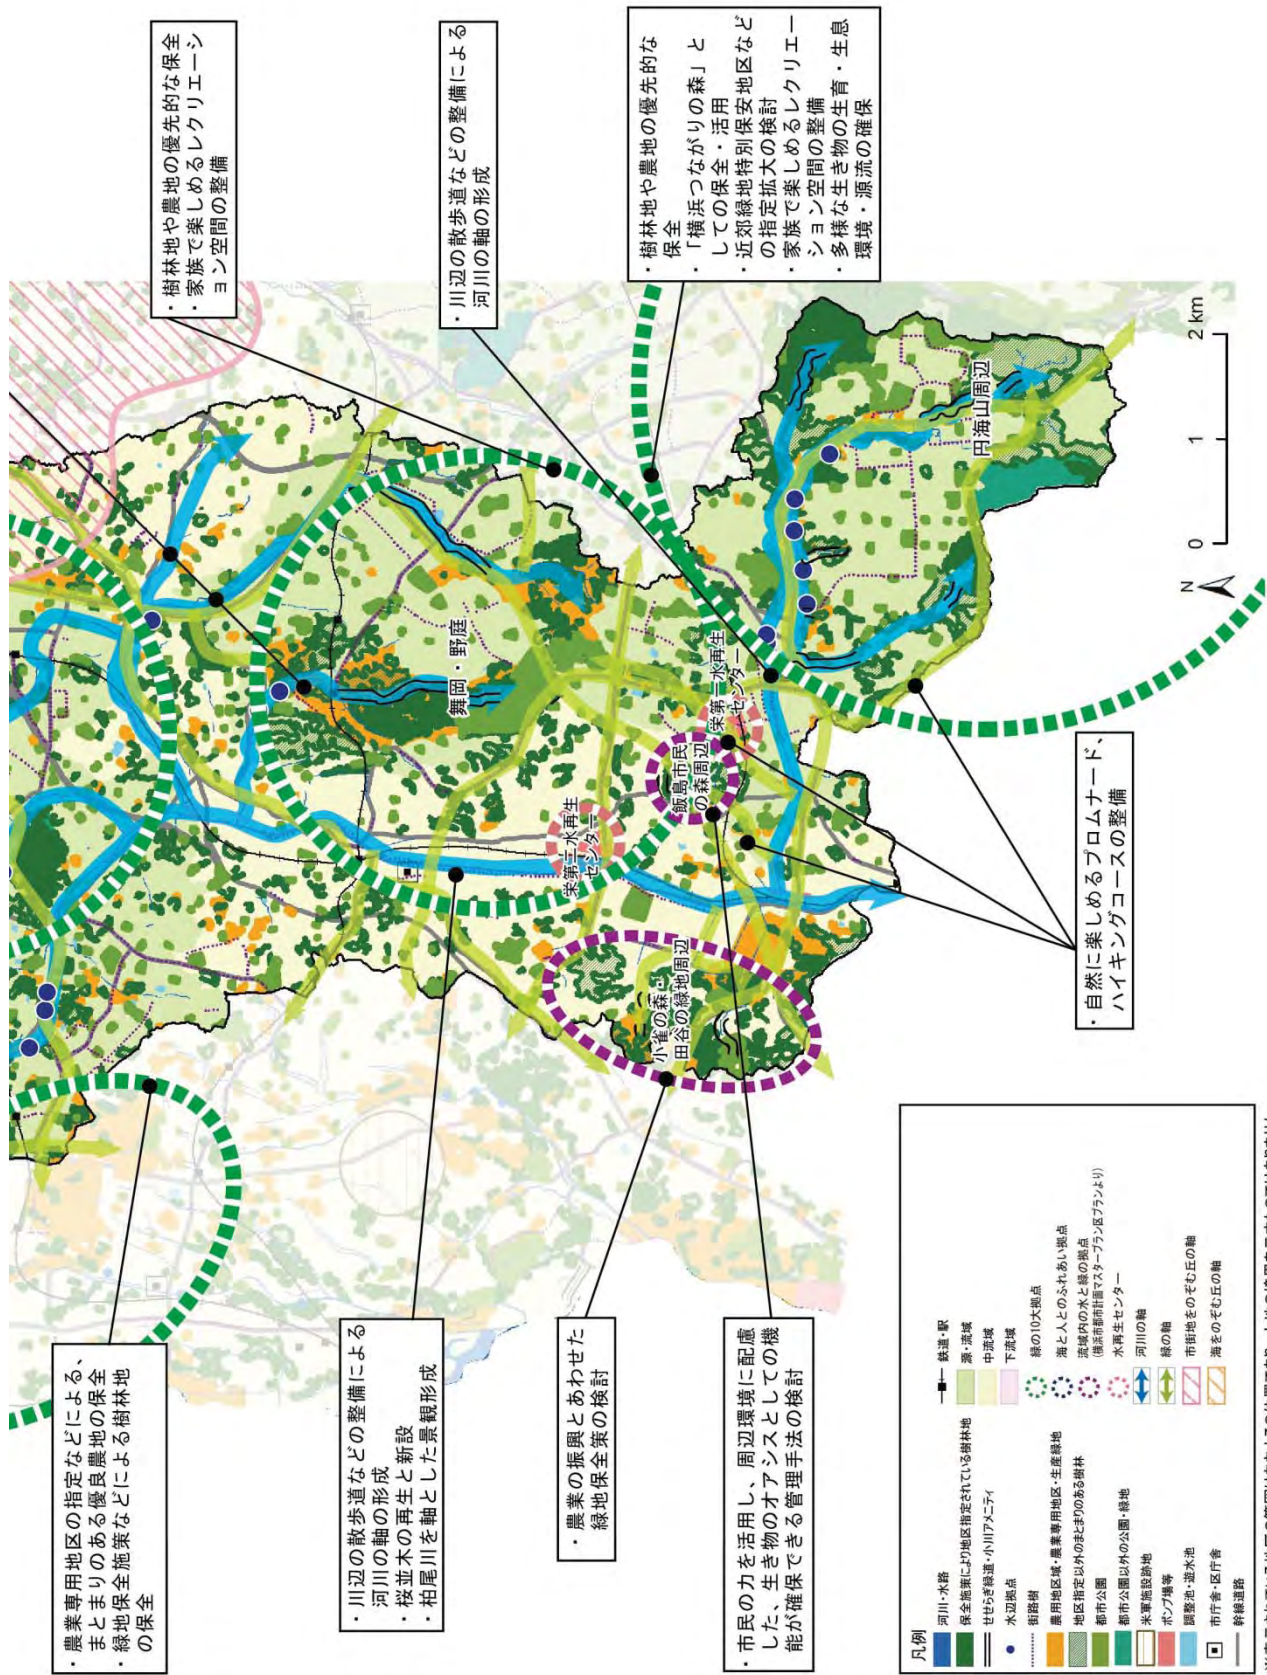 ・農業専用地区の指定などによる、
まとまりのある優良農地の保全
・緑地保全施策などによる樹林地
の保全
・川辺の散歩道などの整備による
河川の軸の形成
・桜並木の再生と新設
・柏尾川を軸とした景観形成
・農業の振興とあわせた
緑地保全策の検討
・市民の力を活用し、周辺環境に配慮
した、生き物のオアシスとしての機
能が確保できる管理手法の検討
・樹林地や農地の優先的な保全
・家族で楽しめるレクリエーシ
ョン空間の整備
・川辺の散歩道などの整備による
河川の軸の形成
・樹林地や農地の優先的な
保全
・「横浜つながりの森」と
しての保全・活用
・近郊緑地特別保安地区など
の指定拡大の検討
・家族で楽しめるレクリエー
ション空間の整備
・多様な生き物の生育・生息
環境・源流の確保
・自然に楽しめるプロムナード、
ハイキングコースの整備
舞岡・野庭
栄第二水再生
センター
飯島市民
の森周辺
栄第一水再生
センター
小雀の森・
田谷の緑地周辺
円海山周辺
N
0 1 2 km
凡例
河川・水路
保全施策により地区指定されている樹林地
せせらぎ緑道・小川アメニティ
水辺拠点
街路樹
農用地区域・農業専用地区・生産緑地
地区指定以外のまとまりのある樹林
都市公園
都市公園以外の公園・緑地
米軍施設跡地
ポンプ場等
調整池・遊水池
市庁舎・区庁舎
幹線道路
鉄道・駅
源・流域
中流域
下流域
緑の10大拠点
海と人とのふれあい拠点
流域内の水と緑の拠点
(横浜市都市計画マスタープラン区プランより)
水再生センター
河川の軸
緑の軸
市街地をのぞむ丘の軸
海をのぞむ丘の軸